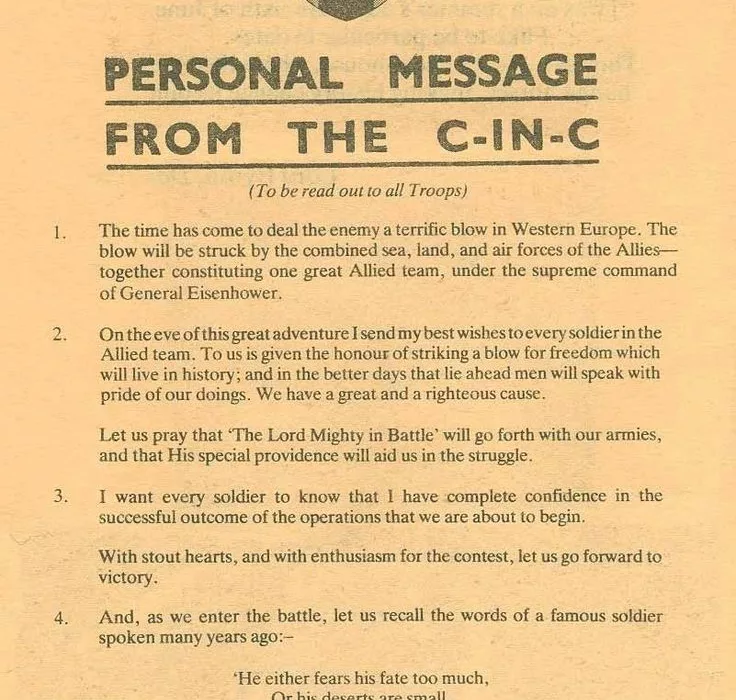 PERSONAL MESSAGE
FROM THE C-IN-C
(To be read out to all Troops)
1. The time has come to deal the enemy a terrific blow in Western Europe. The
blow will be struck by the combined sea, land, and air forces of the Allies—
together constituting one great Allied team, under the supreme command
of General Eisenhower.
2. On the eve of this great adventure I send my best wishes to every soldier in the
Allied team. To us is given the honour of striking a blow for freedom which
will live in history; and in the better days that lie ahead men will speak with
pride of our doings. We have a great and a righteous cause.
Let us pray that ‘The Lord Mighty in Battle’ will go forth with our armies,
and that His special providence will aid us in the struggle.
3. I want every soldier to know that I have complete confidence in the
successful outcome of the operations that we are about to begin.
With stout hearts, and with enthusiasm for the contest, let us go forward to
victory.
4. And, as we enter the battle, let us recall the words of a famous soldier
spoken many years ago:–
‘He either fears his fate too much,
Or his deserts are small